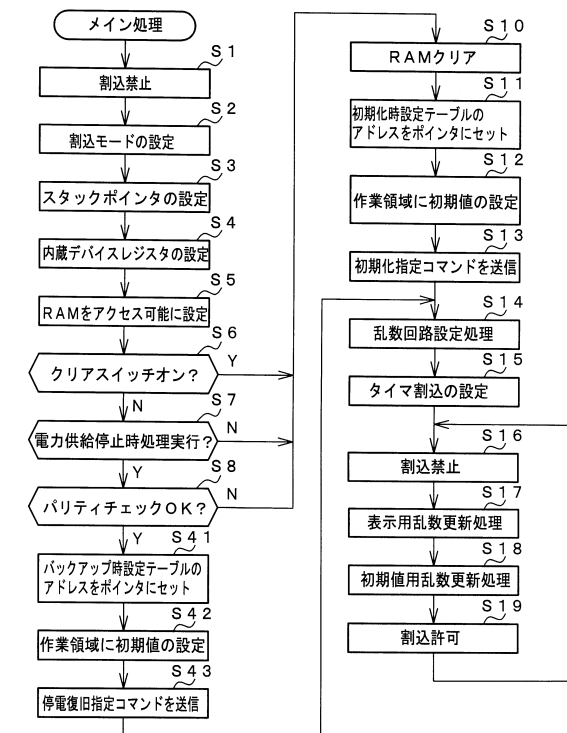 メイン処理
S1
割込禁止
S2
割込モードの設定
S3
スタックポインタの設定
S4
内蔵デバイスレジスタの設定
S5
RAMをアクセス可能に設定
S6
クリアスイッチオン?
Y
N
S7
電力供給停止時処理実行?
N
Y
S8
パリティチェックOK?
N
Y
S41
バックアップ時設定テーブルの
アドレスをポインタにセット
S42
作業領域に初期値の設定
S43
停電復旧指定コマンドを送信
S10
RAMクリア
S11
初期化時設定テーブルの
アドレスをポインタにセット
S12
作業領域に初期値の設定
S13
初期化指定コマンドを送信
S14
乱数回路設定処理
S15
タイマ割込の設定
S16
割込禁止
S17
表示用乱数更新処理
S18
初期値用乱数更新処理
S19
割込許可